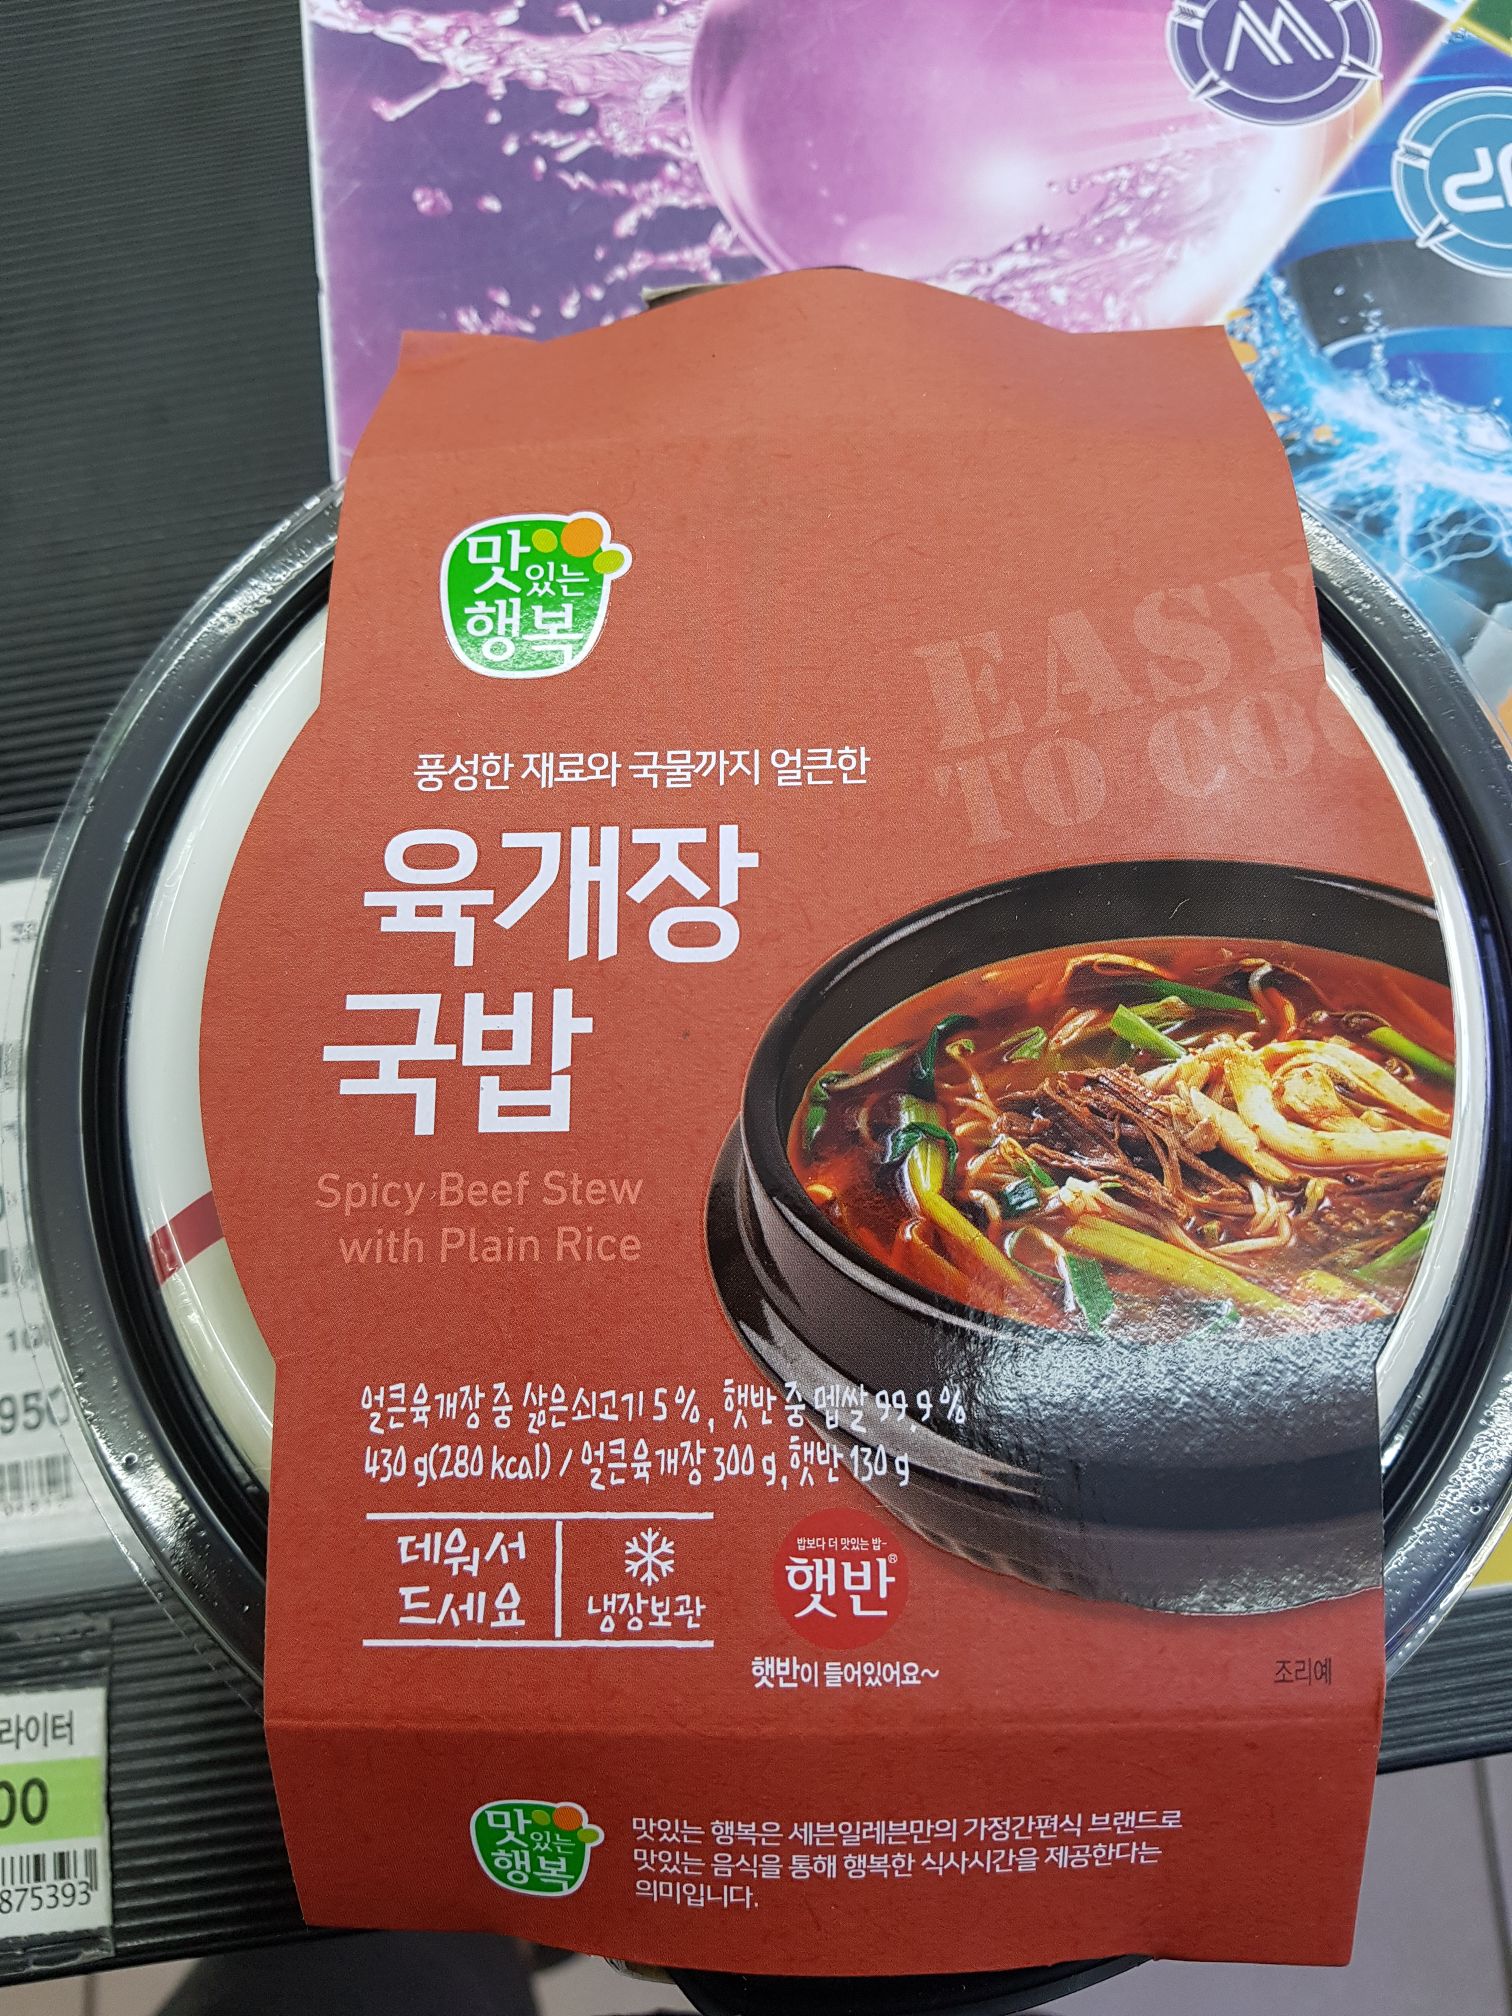 맛있는
행복
EASY
TO COO
풍성한 재료와 국물까지 얼큰한
육개장
국밥
Spicy Beef Stew
with Plain Rice
얼큰육개장 중 삶은쇠고기 5%, 햇반 중 멥쌀 99.9%
430 g(280 kcal) / 얼큰육개장 300 g, 햇반 130 g
데워서
드세요
냉장보관
밥보다 더 맛있는 밥~
햇반®
햇반이 들어있어요~
조리예
맛있는
행복
맛있는 행복은 세븐일레븐만의 가정간편식 브랜드로
맛있는 음식을 통해 행복한 식사시간을 제공한다는
의미입니다.
950
라이터
00
875393